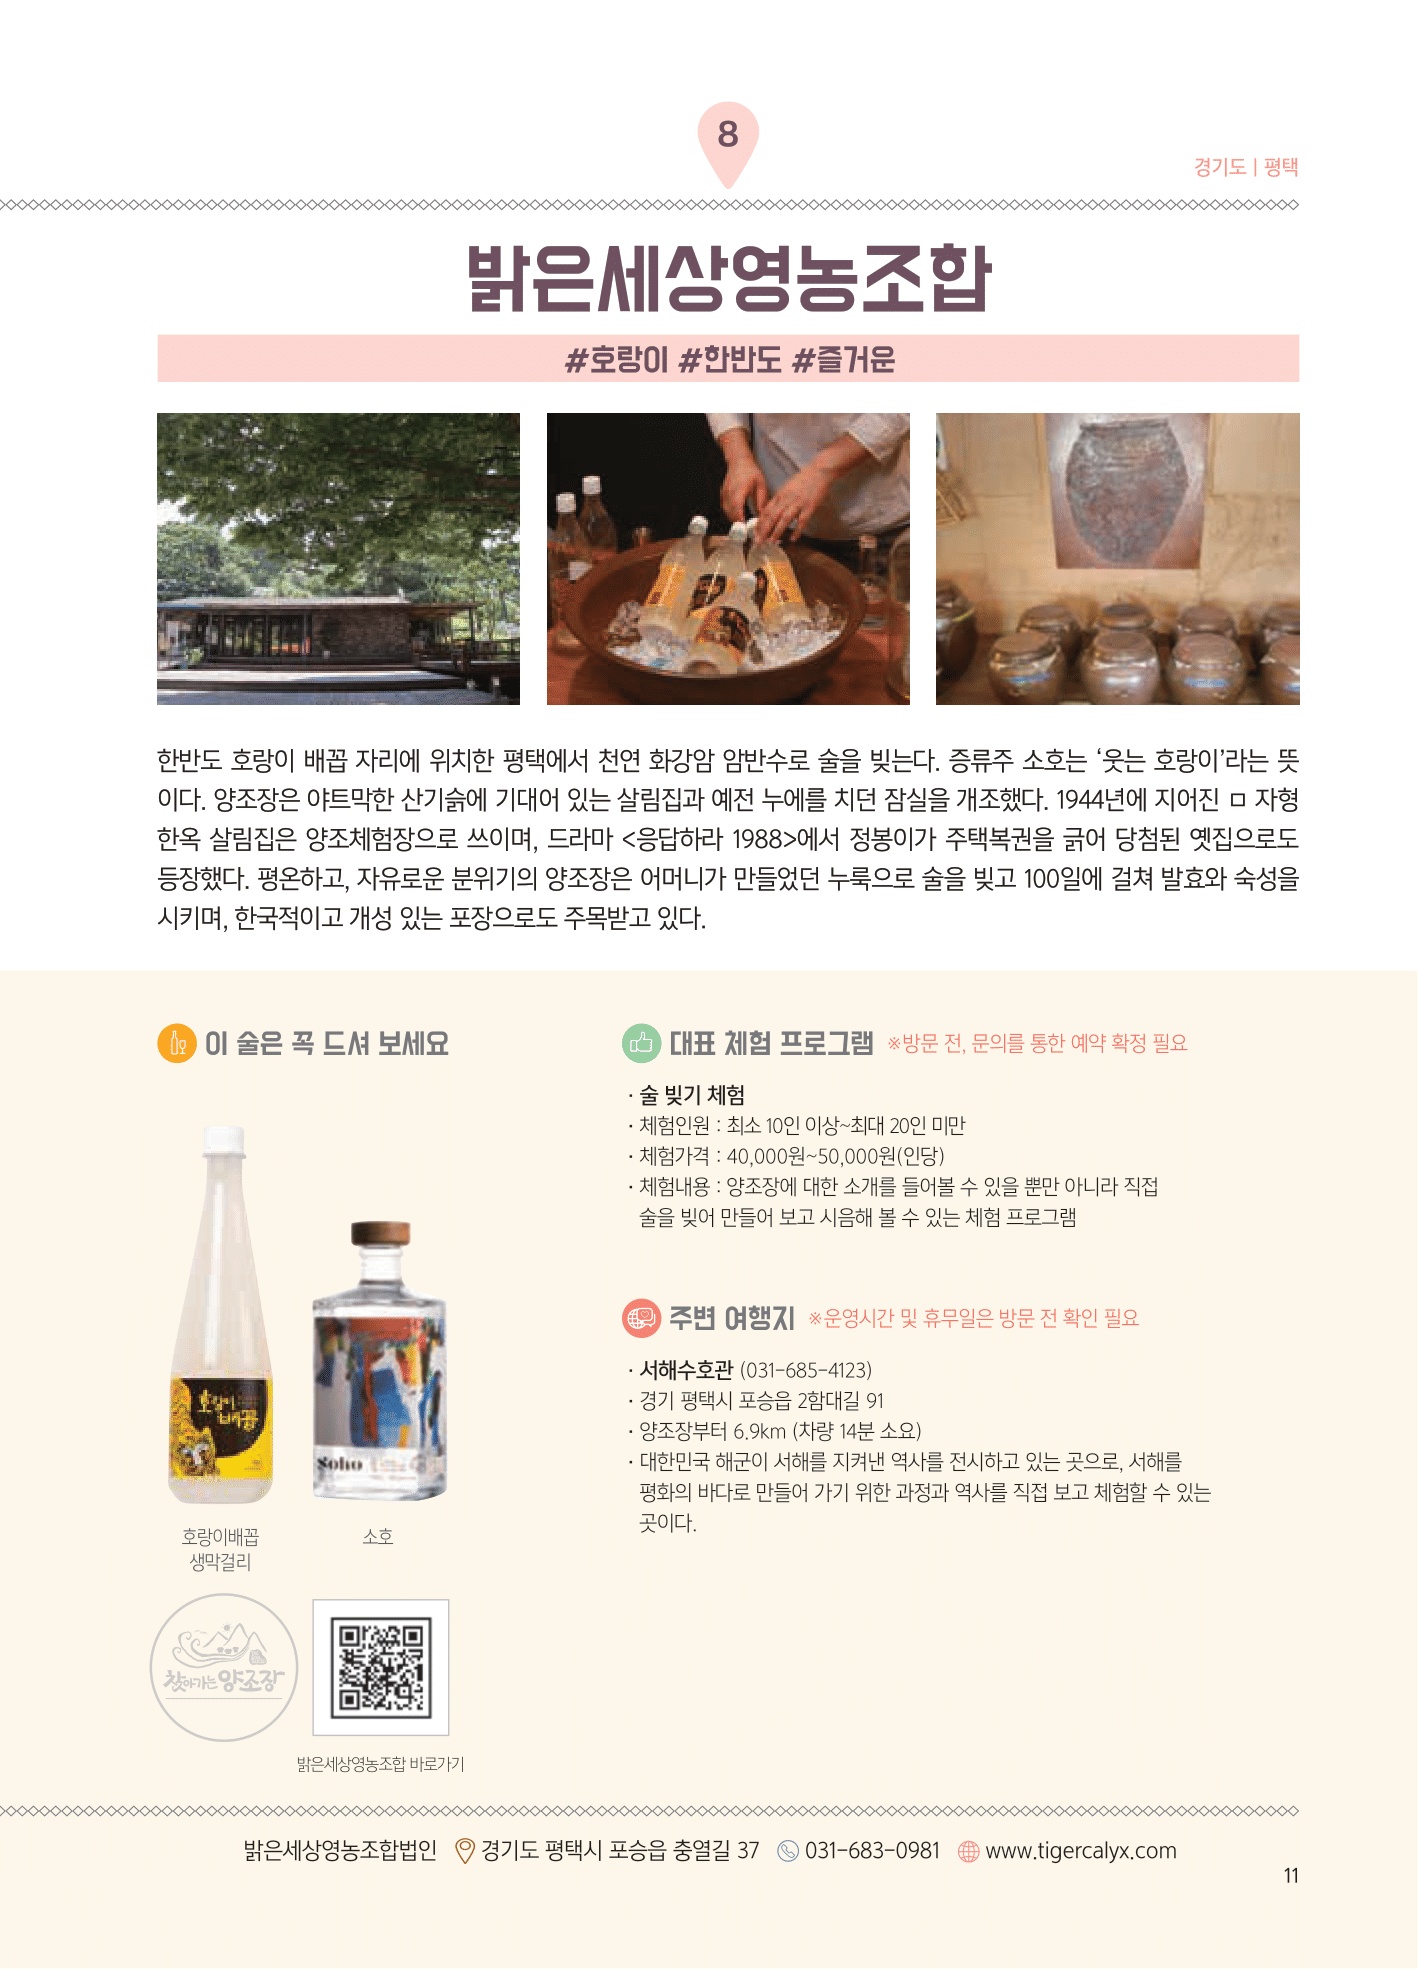 8
경기도 | 평택
밝은세상영농조합
#호랑이 #한반도 #즐거운
한반도 호랑이 배꼽 자리에 위치한 평택에서 천연 화강암 암반수로 술을 빚는다. 증류주 소호는 ‘웃는 호랑이’라는 뜻
이다. 양조장은 야트막한 산기슭에 기대어 있는 살림집과 예전 누에를 치던 잠실을 개조했다. 1944년에 지어진 ㅁ 자형
한옥 살림집은 양조체험장으로 쓰이며, 드라마 <응답하라 1988>에서 정봉이가 주택복권을 긁어 당첨된 옛집으로도
등장했다. 평온하고, 자유로운 분위기의 양조장은 어머니가 만들었던 누룩으로 술을 빚고 100일에 걸쳐 발효와 숙성을
시키며, 한국적이고 개성 있는 포장으로도 주목받고 있다.
이 술은 꼭 드셔 보세요
호랑이
배꼽
Soho
호랑이배꼽
생막걸리
소호
찾아가는 양조장
밝은세상영농조합 바로가기
대표 체험 프로그램 ※방문 전, 문의를 통한 예약 확정 필요
· 술 빚기 체험
· 체험인원 : 최소 10인 이상~최대 20인 미만
· 체험가격 : 40,000원~50,000원(인당)
· 체험내용 : 양조장에 대한 소개를 들어볼 수 있을 뿐만 아니라 직접
술을 빚어 만들어 보고 시음해 볼 수 있는 체험 프로그램
주변 여행지 ※운영시간 및 휴무일은 방문 전 확인 필요
· 서해수호관 (031-685-4123)
· 경기 평택시 포승읍 2함대길 91
· 양조장부터 6.9km (차량 14분 소요)
· 대한민국 해군이 서해를 지켜낸 역사를 전시하고 있는 곳으로, 서해를
평화의 바다로 만들어 가기 위한 과정과 역사를 직접 보고 체험할 수 있는
곳이다.
밝은세상영농조합법인 경기도 평택시 포승읍 충열길 37 031-683-0981 www.tigercalyx.com
11